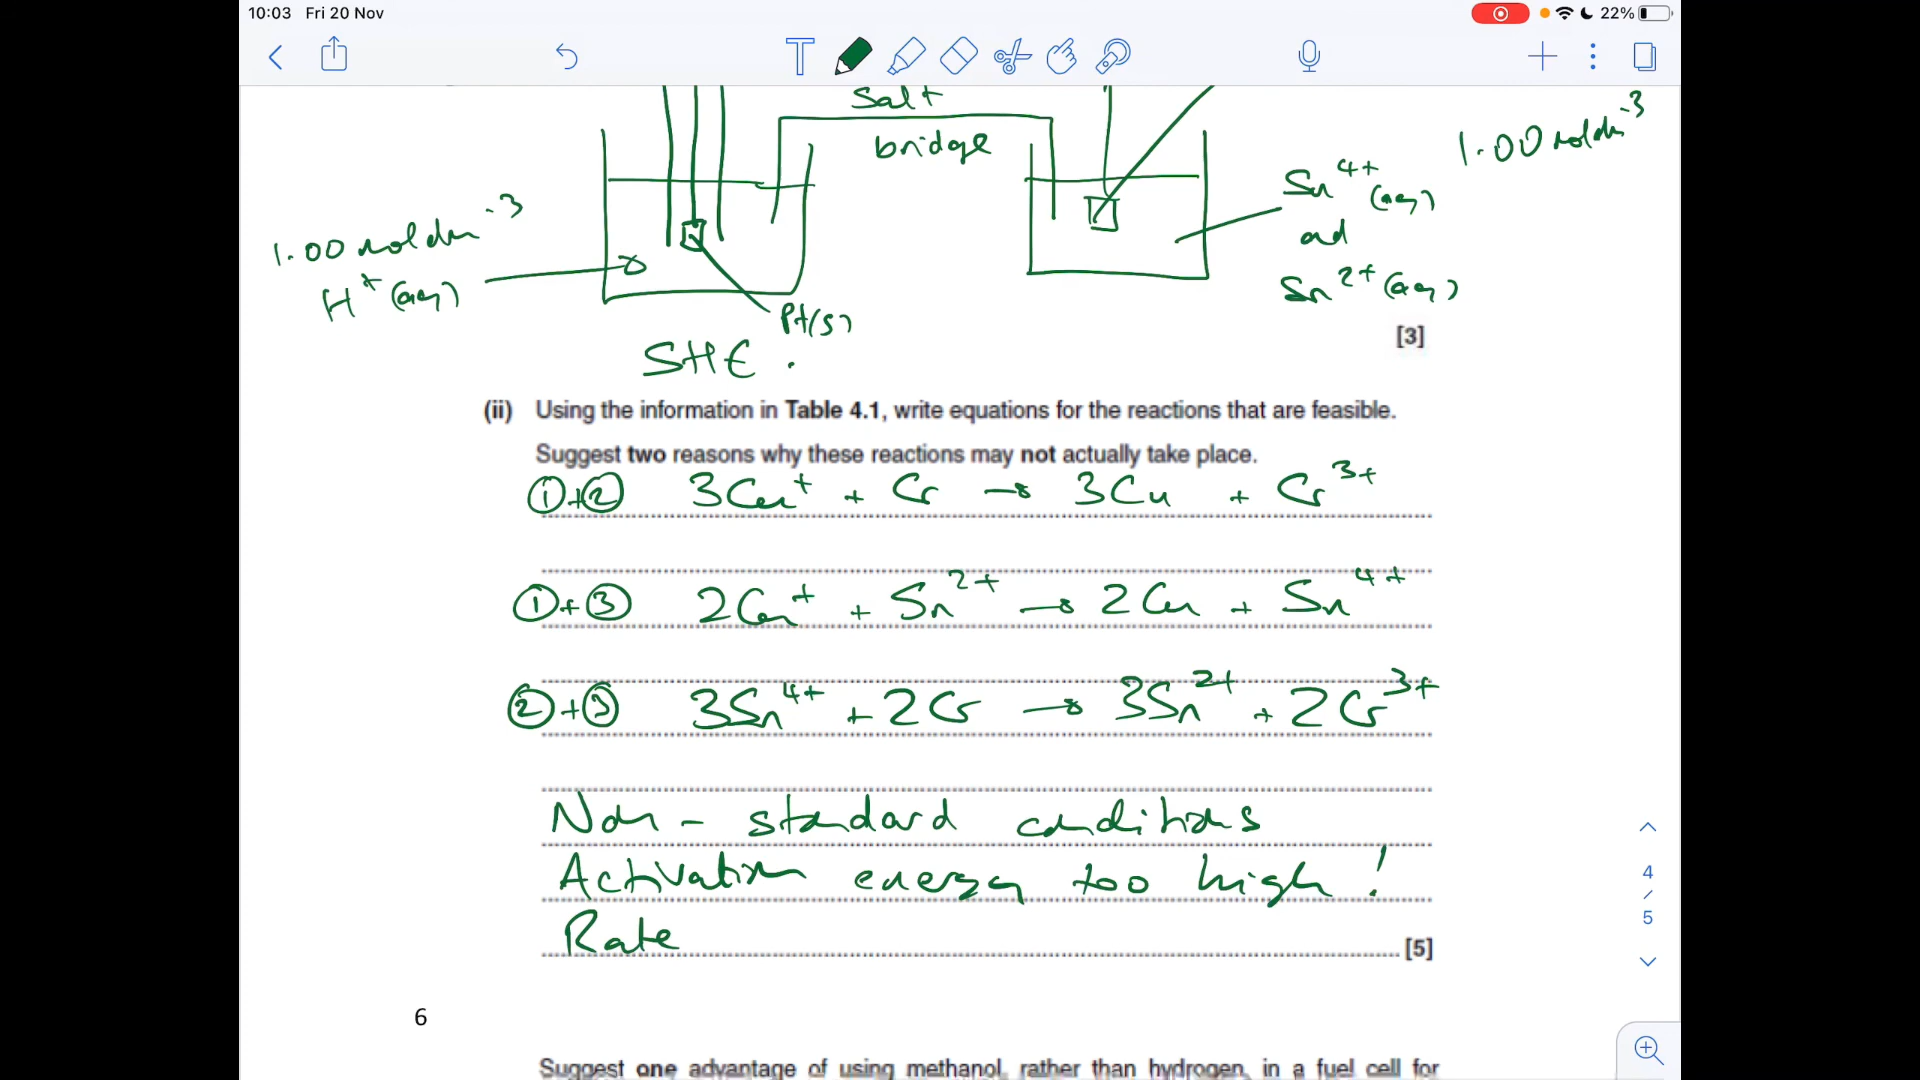 10:03 Fri 20 Nov
22%
T
Salt
bridge
1.00 mol dm⁻³
Sn⁴⁺(aq)
and
Sn²⁺(aq)
1.00 mol dm⁻³
H⁺(aq)
Pt(s)
SHE .
[3]
(ii) Using the information in Table 4.1, write equations for the reactions that are feasible.
Suggest two reasons why these reactions may not actually take place.
①+② 3Cu⁺ + Cr → 3Cu + Cr³⁺
①+③ 2Cu⁺ + Sn²⁺ → 2Cu + Sn⁴⁺
②+③ 3Sn⁴⁺ + 2Cr → 3Sn²⁺ + 2Cr³⁺
Non - standard conditions
Activation energy too high !
Rate
[5]
4
/
5
6
Suggest one advantage of using methanol, rather than hydrogen, in a fuel cell for